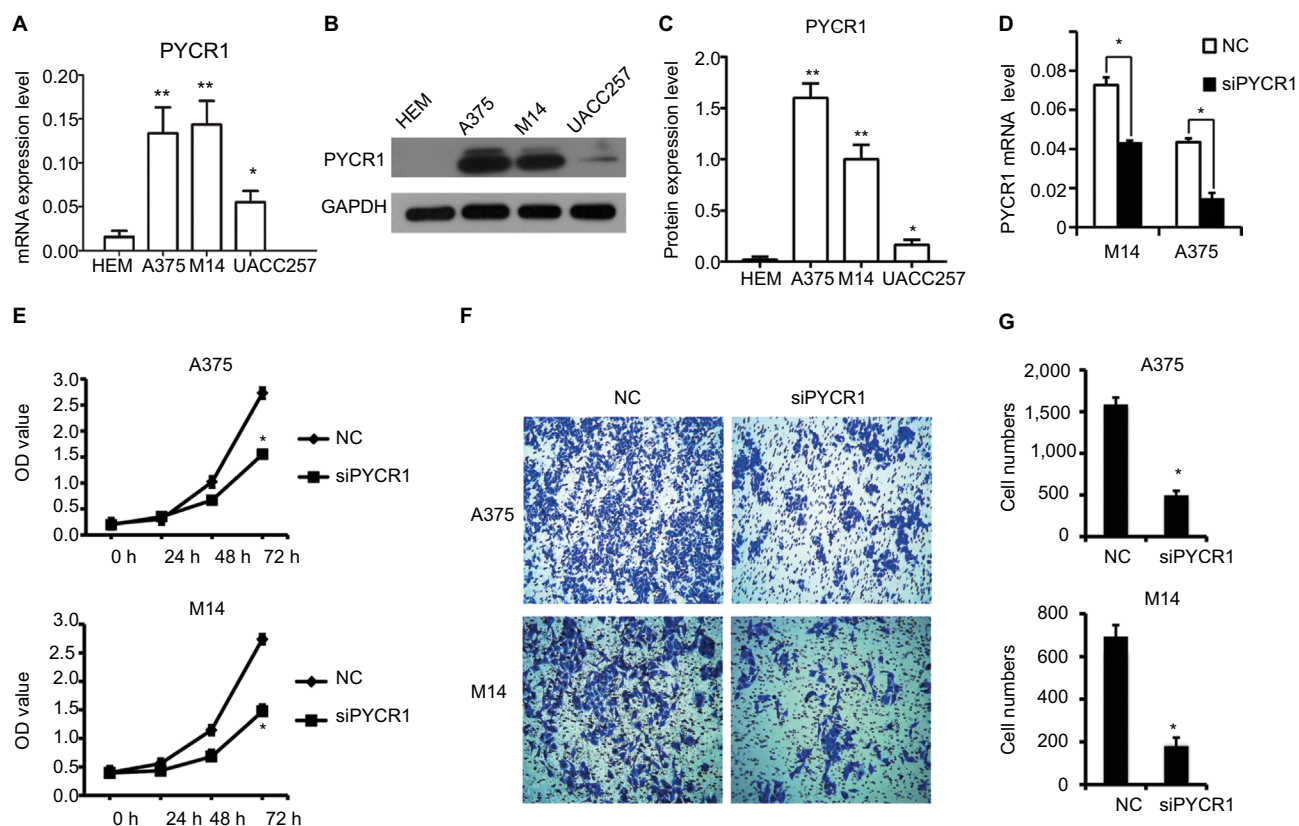 A
PYCR1
mRNA expression level
0.20
0.15
0.10
0.05
0.00
**
**
*
HEM A375 M14 UACC257
B
HEM A375 M14 UACC257
PYCR1
GAPDH
C
PYCR1
Protein expression level
2.0
1.5
1.0
0.5
0.0
**
**
*
HEM A375 M14 UACC257
D
PYCR1 mRNA level
0.08
0.06
0.04
0.02
0
*
*
NC
siPYCR1
M14 A375
E
A375
OD value
3.0
2.5
2.0
1.5
1.0
0.5
0.0
*
NC
siPYCR1
0 h 24 h 48 h 72 h
M14
OD value
3.0
2.5
2.0
1.5
1.0
0.5
0.0
*
NC
siPYCR1
0 h 24 h 48 h 72 h
F
NC siPYCR1
A375
M14
G
A375
Cell numbers
2,000
1,500
1,000
500
0
*
NC siPYCR1
M14
Cell numbers
800
600
400
200
0
*
NC siPYCR1